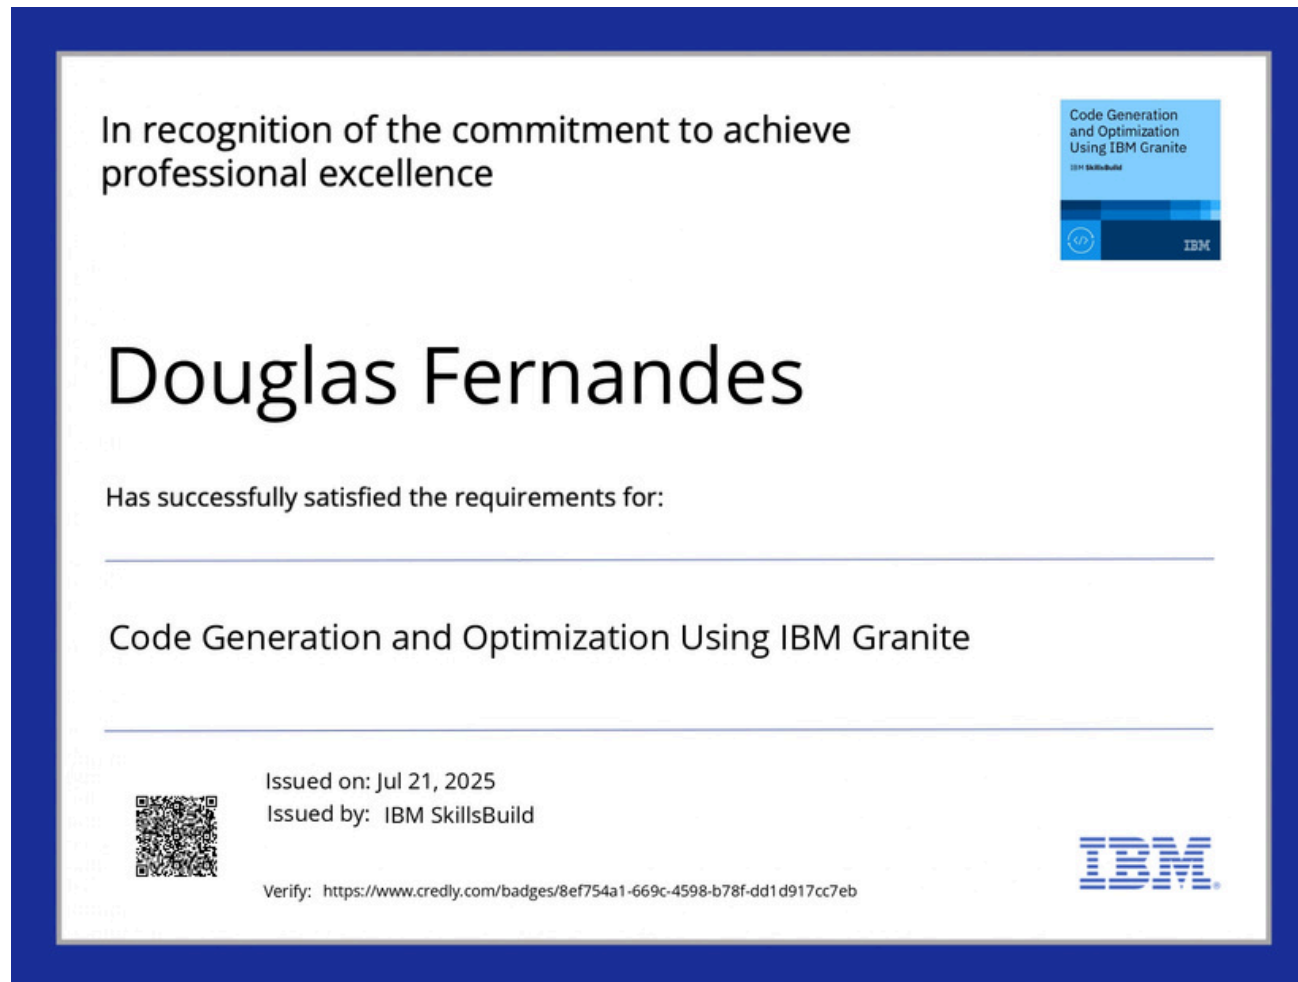 In recognition of the commitment to achieve
professional excellence
Code Generation
and Optimization
Using IBM Granite
IBM SkillsBuild
IBM
Douglas Fernandes
Has successfully satisfied the requirements for:
Code Generation and Optimization Using IBM Granite
Issued on: Jul 21, 2025
Issued by: IBM SkillsBuild
IBM®
Verify: https://www.credly.com/badges/8ef754a1-669c-4598-b78f-dd1d917cc7eb